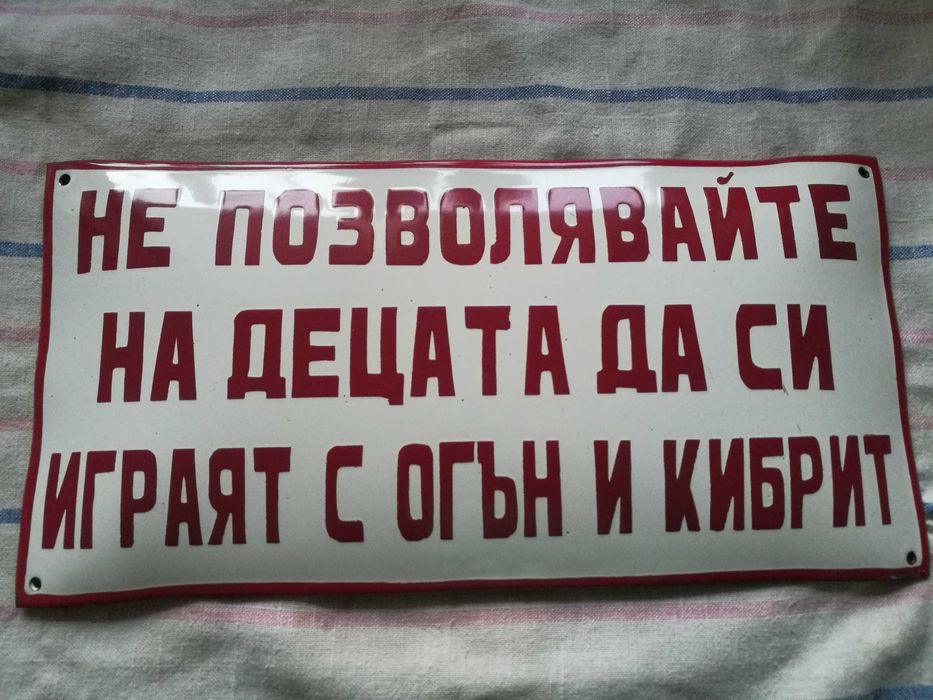 НЕ ПОЗВОЛЯВАЙТЕ
НА ДЕЦАТА ДА СИ
ИГРАЯТ С ОГЪН И КИБРИТ